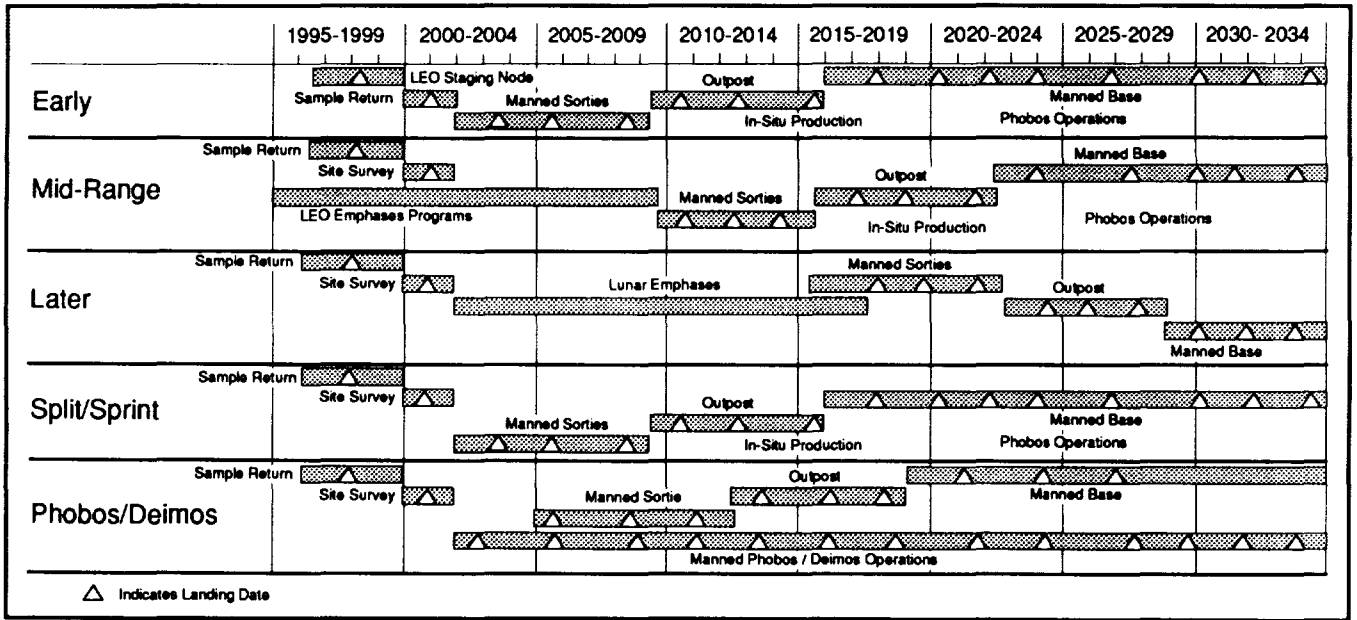 1995-1999 2000-2004 2005-2009 2010-2014 2015-2019 2020-2024 2025-2029 2030-2034
Early
LEO Staging Node
Outpost
Sample Return
Manned Sorties
Manned Base
In-Situ Production
Phobos Operations
Mid-Range
Sample Return
Manned Base
Site Survey
Outpost
LEO Emphases Programs
Manned Sorties
In-Situ Production
Phobos Operations
Later
Sample Return
Manned Sorties
Site Survey
Lunar Emphases
Outpost
Manned Base
Split/Sprint
Sample Return
Site Survey
Outpost
Manned Sorties
Manned Base
In-Situ Production
Phobos Operations
Phobos/Deimos
Sample Return
Outpost
Site Survey
Manned Sortie
Manned Base
Manned Phobos / Deimos Operations
Indicates Landing Date